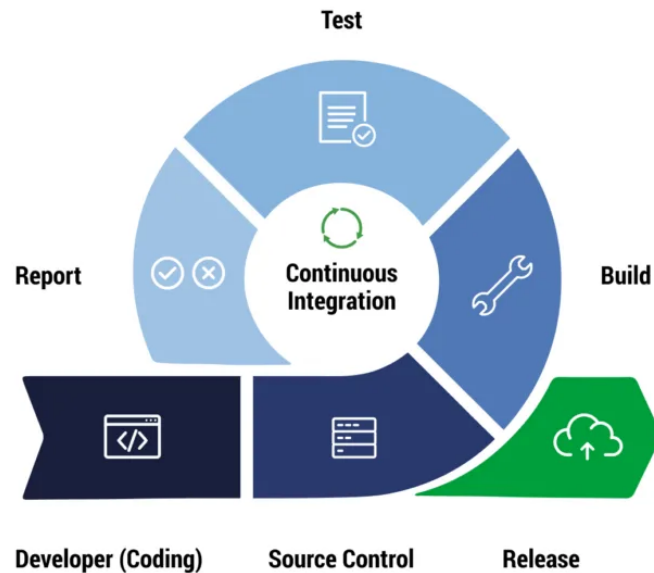 Test
Continuous
Integration
Report
Build
Developer (Coding)
Source Control
Release